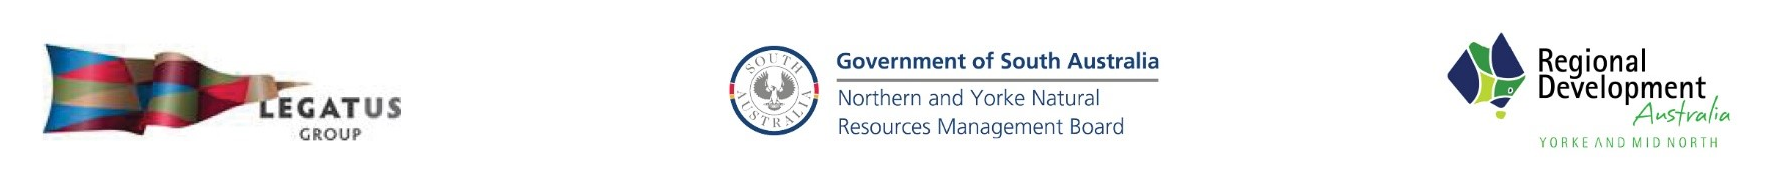 LEGATUS
GROUP
SOUTH
AUSTRALIA
Government of South Australia
Northern and Yorke Natural
Resources Management Board
Regional
Development
Australia
YORKE AND MID NORTH